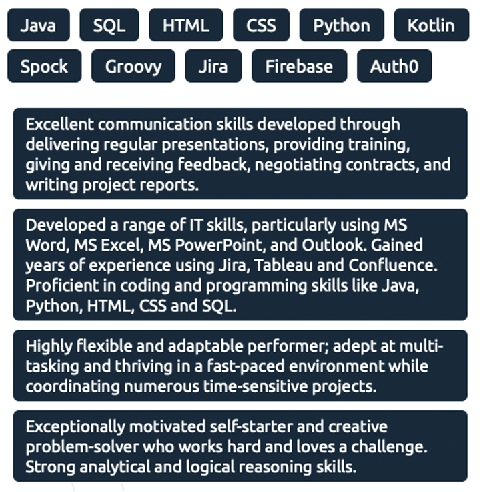 Java SQL HTML CSS Python Kotlin
Spock Groovy Jira Firebase Auth0
Excellent communication skills developed through
delivering regular presentations, providing training,
giving and receiving feedback, negotiating contracts, and
writing project reports.
Developed a range of IT skills, particularly using MS
Word, MS Excel, MS PowerPoint, and Outlook. Gained
years of experience using Jira, Tableau and Confluence.
Proficient in coding and programming skills like Java,
Python, HTML, CSS and SQL.
Highly flexible and adaptable performer; adept at multi-
tasking and thriving in a fast-paced environment while
coordinating numerous time-sensitive projects.
Exceptionally motivated self-starter and creative
problem-solver who works hard and loves a challenge.
Strong analytical and logical reasoning skills.